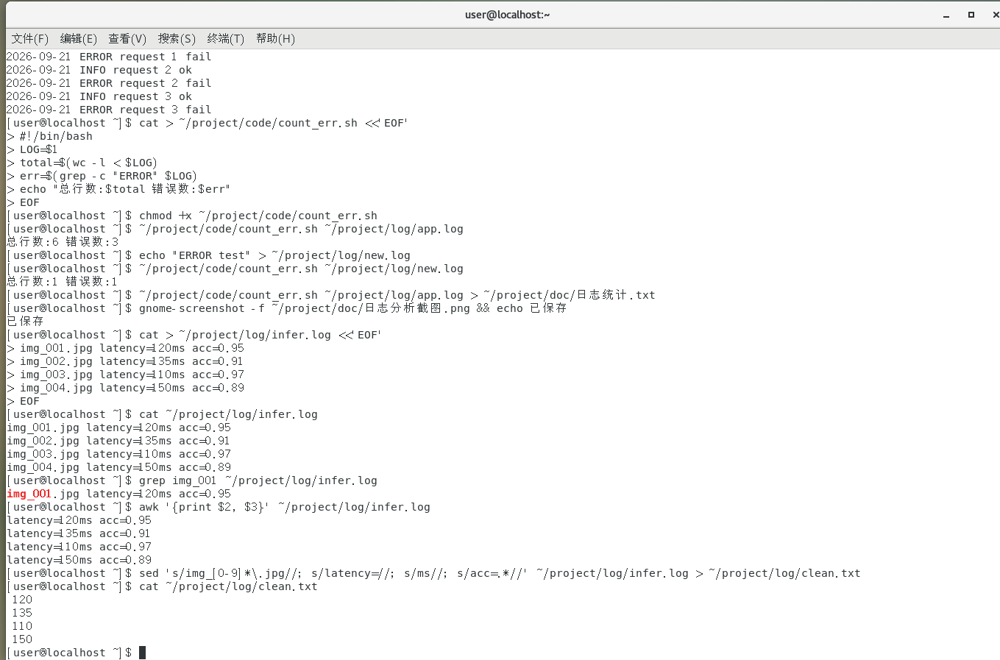 user@localhost:~
文件(F) 编辑(E) 查看(V) 搜索(S) 终端(T) 帮助(H)
2026-09-21 ERROR request 1 fail
2026-09-21 INFO request 2 ok
2026-09-21 ERROR request 2 fail
2026-09-21 INFO request 3 ok
2026-09-21 ERROR request 3 fail
[user@localhost ~]$ cat > ~/project/code/count_err.sh <<'EOF'
> #!/bin/bash
> LOG=$1
> total=$(wc -l < $LOG)
> err=$(grep -c "ERROR" $LOG)
> echo "总行数:$total 错误数:$err"
> EOF
[user@localhost ~]$ chmod +x ~/project/code/count_err.sh
[user@localhost ~]$ ~/project/code/count_err.sh ~/project/log/app.log
总行数:6 错误数:3
[user@localhost ~]$ echo "ERROR test" > ~/project/log/new.log
[user@localhost ~]$ ~/project/code/count_err.sh ~/project/log/new.log
总行数:1 错误数:1
[user@localhost ~]$ ~/project/code/count_err.sh ~/project/log/app.log > ~/project/doc/日志统计.txt
[user@localhost ~]$ gnome-screenshot -f ~/project/doc/日志分析截图.png && echo 已保存
已保存
[user@localhost ~]$ cat > ~/project/log/infer.log <<'EOF'
> img_001.jpg latency=120ms acc=0.95
> img_002.jpg latency=135ms acc=0.91
> img_003.jpg latency=110ms acc=0.97
> img_004.jpg latency=150ms acc=0.89
> EOF
[user@localhost ~]$ cat ~/project/log/infer.log
img_001.jpg latency=120ms acc=0.95
img_002.jpg latency=135ms acc=0.91
img_003.jpg latency=110ms acc=0.97
img_004.jpg latency=150ms acc=0.89
[user@localhost ~]$ grep img_001 ~/project/log/infer.log
img_001.jpg latency=120ms acc=0.95
[user@localhost ~]$ awk '{print $2, $3}' ~/project/log/infer.log
latency=120ms acc=0.95
latency=135ms acc=0.91
latency=110ms acc=0.97
latency=150ms acc=0.89
[user@localhost ~]$ sed 's/img_[0-9]*\.jpg//; s/latency=//; s/ms//; s/acc=.*//' ~/project/log/infer.log > ~/project/log/clean.txt
[user@localhost ~]$ cat ~/project/log/clean.txt
120
135
110
150
[user@localhost ~]$